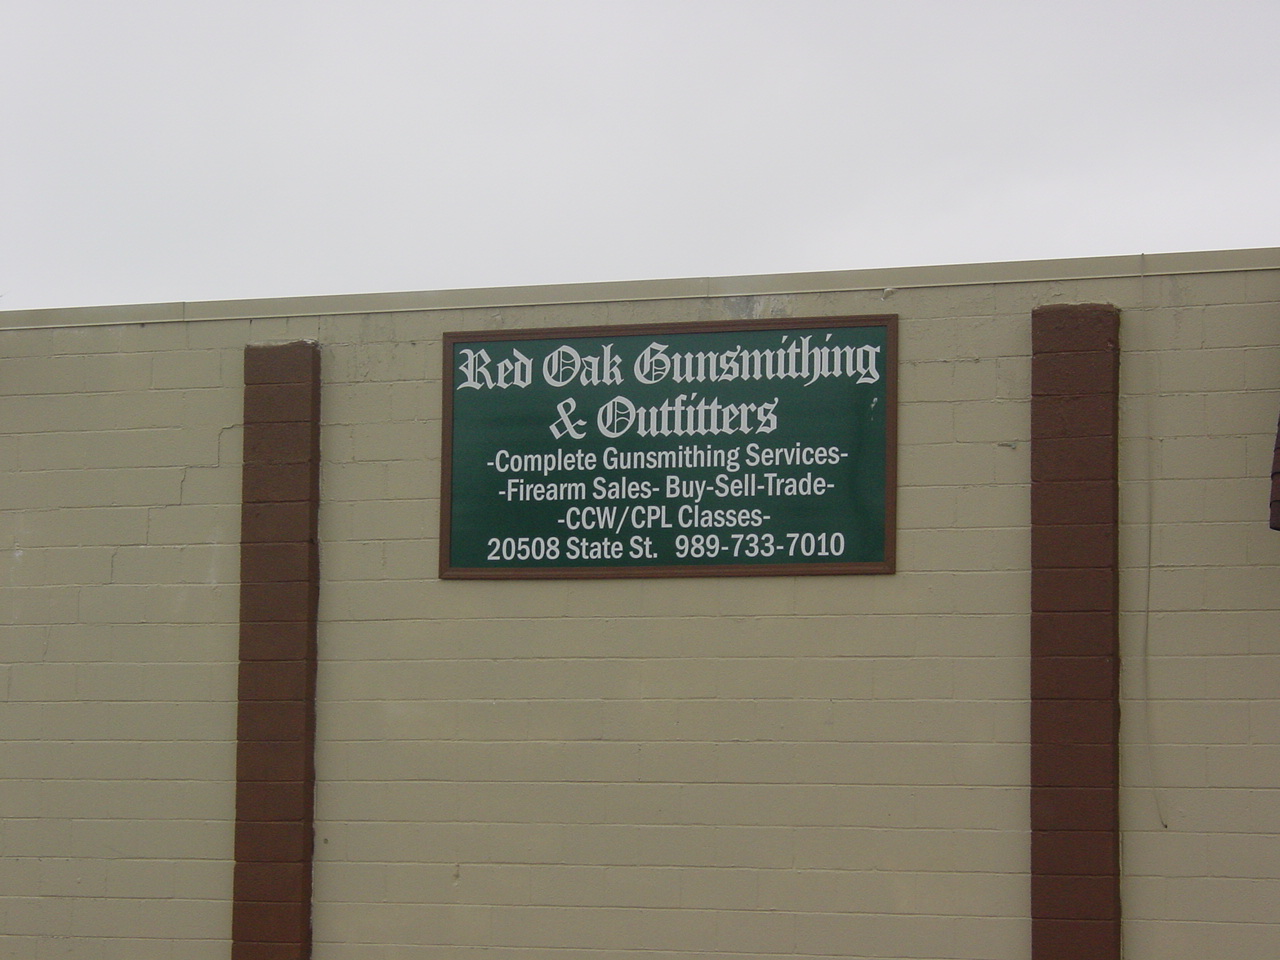 Red Oak Gunsmithing
& Outfitters
-Complete Gunsmithing Services-
-Firearm Sales- Buy-Sell-Trade-
-CCW/CPL Classes-
20508 State St. 989-733-7010